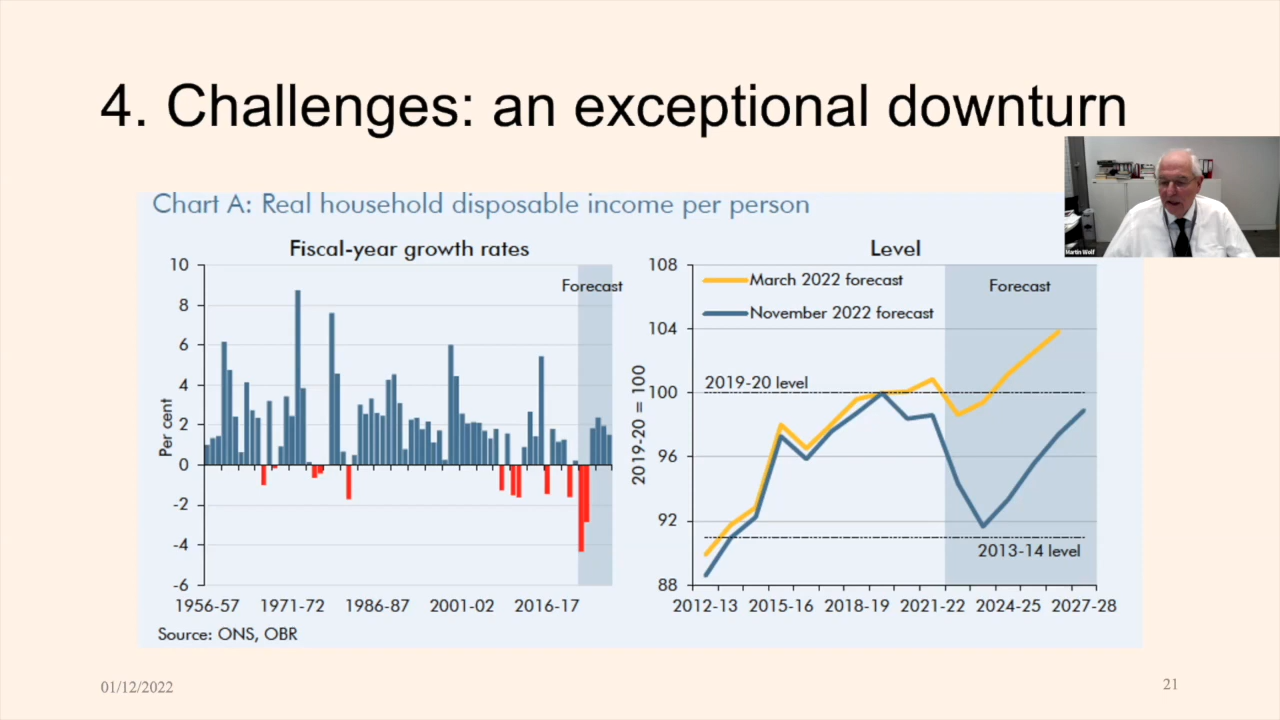 4. Challenges: an exceptional downturn
Martin Wolf
Chart A: Real household disposable income per person
Fiscal-year growth rates
10
8
6
4
2
0
-2
-4
-6
Per cent
Forecast
1956-57 1971-72 1986-87 2001-02 2016-17
Source: ONS, OBR
Level
108
104
100
96
92
88
2019-20 = 100
March 2022 forecast
November 2022 forecast
Forecast
2019-20 level
2013-14 level
2012-13 2015-16 2018-19 2021-22 2024-25 2027-28
01/12/2022
21